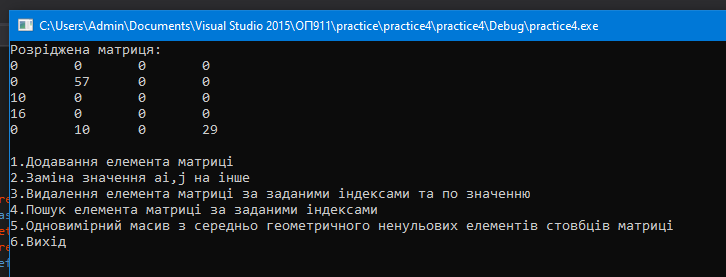 C:\Users\Admin\Documents\Visual Studio 2015\ОП911\practice\practice4\practice4\Debug\practice4.exe
Розріджена матриця:
0 0 0 0
0 57 0 0
10 0 0 0
16 0 0 0
0 10 0 29
1.Додавання елемента матриці
2.Заміна значення ai,j на інше
3.Видалення елемента матриці за заданими індексами та по значенню
4.Пошук елемента матриці за заданими індексами
5.Одновимірний масив з середньо геометричного ненульових елементів стовбців матриці
6.Вихід